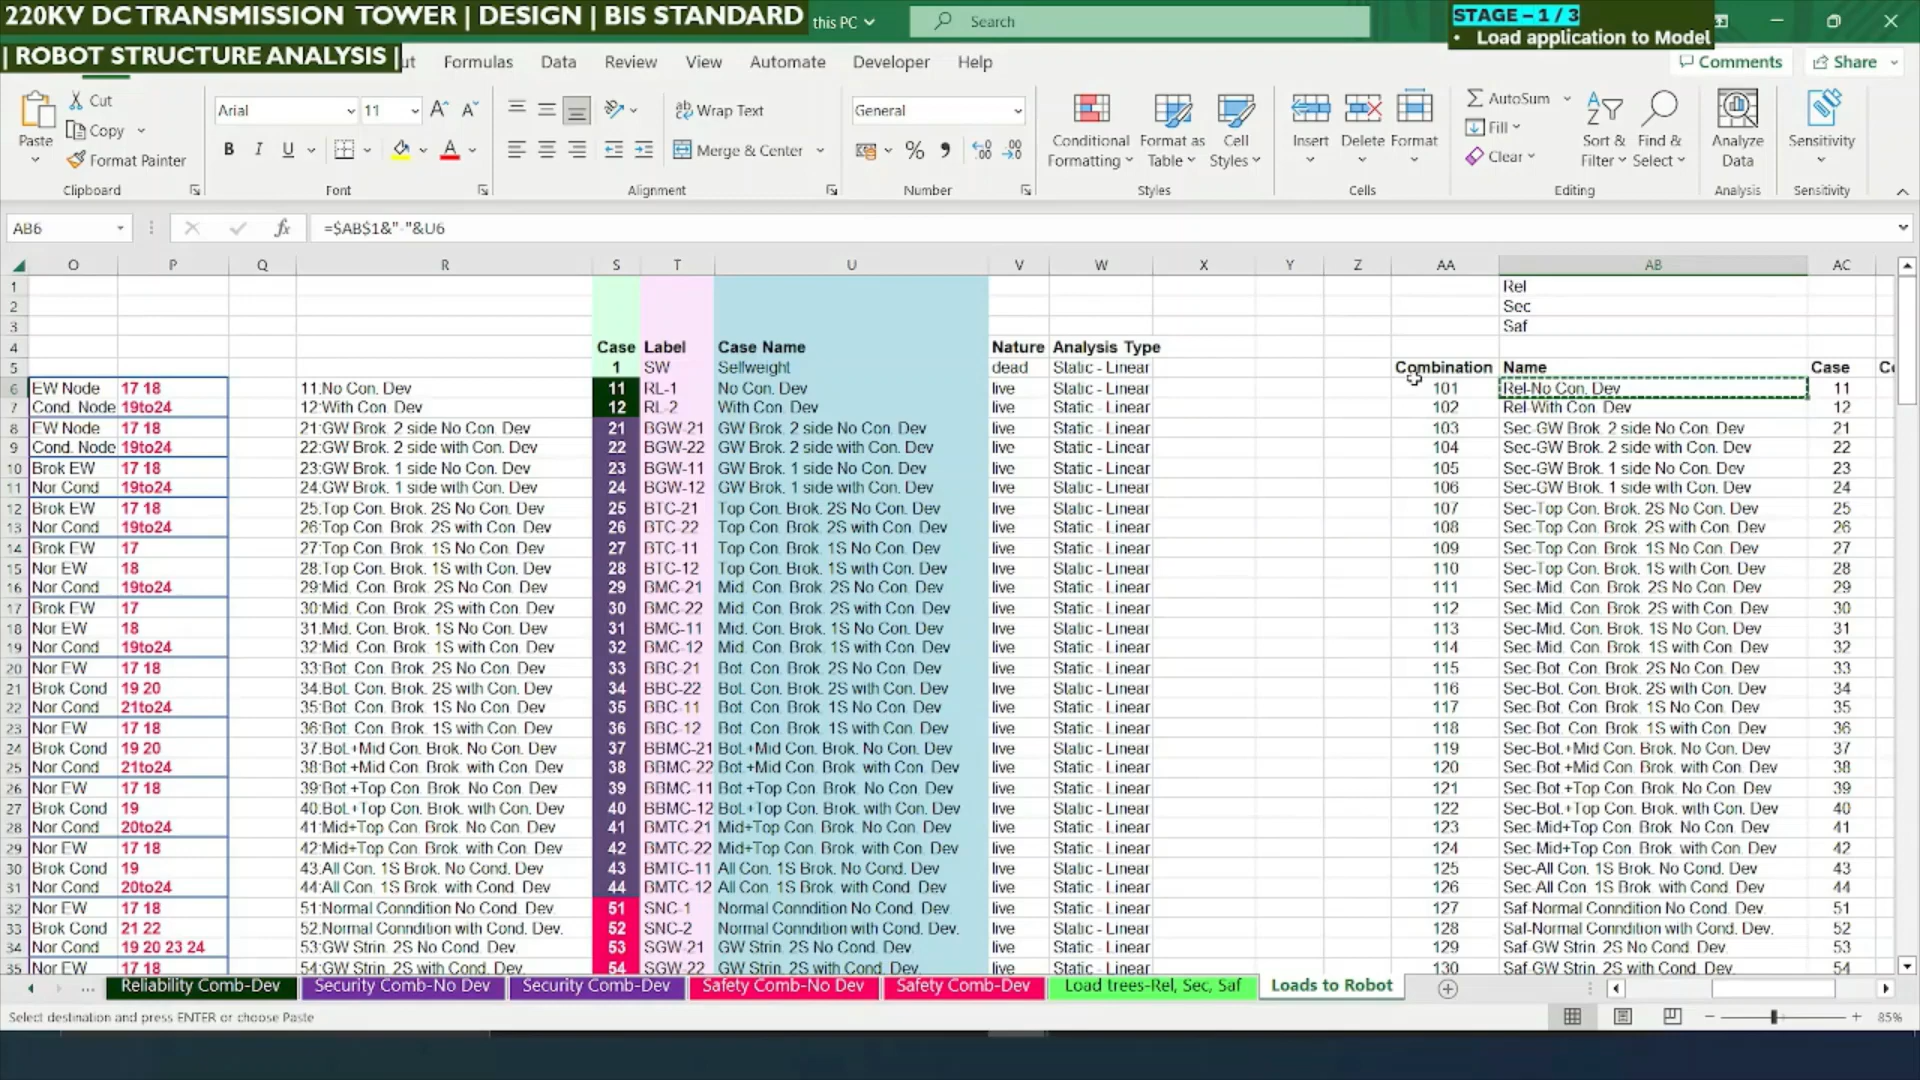 220KV DC TRANSMISSION TOWER | DESIGN | BIS STANDARD
| ROBOT STRUCTURE ANALYSIS |
this PC
Search
STAGE – 1 / 3
• Load application to Model
Formulas Data Review View Automate Developer Help
Comments Share
Paste
Cut
Copy
Format Painter
Clipboard
Arial 11
B I U
Font
Wrap Text
Merge & Center
Alignment
General
Number
Conditional Formatting
Format as Table
Cell Styles
Styles
Insert Delete Format
Cells
AutoSum
Fill
Clear
Sort & Filter
Find & Select
Editing
Analyze Data
Analysis
Sensitivity
Sensitivity
AB6 fx =$AB$1&"-"&U6
O P Q R S T U V W X Y Z AA AB AC
1 Rel
2 Sec
3 Saf
4 Case Label Case Name Nature Analysis Type
5 1 SW Selfweight dead Static - Linear Combination Name Case
6 EW Node 17 18 11:No Con. Dev 11 RL-1 No Con. Dev live Static - Linear 101 Rel-No Con. Dev 11
7 Cond. Node 19to24 12:With Con. Dev 12 RL-2 With Con. Dev live Static - Linear 102 Rel-With Con. Dev 12
8 EW Node 17 18 21:GW Brok. 2 side No Con. Dev 21 BGW-21 GW Brok. 2 side No Con. Dev live Static - Linear 103 Sec-GW Brok. 2 side No Con. Dev 21
9 Cond. Node 19to24 22:GW Brok. 2 side with Con. Dev 22 BGW-22 GW Brok. 2 side with Con. Dev live Static - Linear 104 Sec-GW Brok. 2 side with Con. Dev 22
10 Brok EW 17 18 23:GW Brok. 1 side No Con. Dev 23 BGW-11 GW Brok. 1 side No Con. Dev live Static - Linear 105 Sec-GW Brok. 1 side No Con. Dev 23
11 Nor Cond 19to24 24:GW Brok. 1 side with Con. Dev 24 BGW-12 GW Brok. 1 side with Con. Dev live Static - Linear 106 Sec-GW Brok. 1 side with Con. Dev 24
12 Brok EW 17 18 25:Top Con. Brok. 2S No Con. Dev 25 BTC-21 Top Con. Brok. 2S No Con. Dev live Static - Linear 107 Sec-Top Con. Brok. 2S No Con. Dev 25
13 Nor Cond 19to24 26:Top Con. Brok. 2S with Con. Dev 26 BTC-22 Top Con. Brok. 2S with Con. Dev live Static - Linear 108 Sec-Top Con. Brok. 2S with Con. Dev 26
14 Brok EW 17 27:Top Con. Brok. 1S No Con. Dev 27 BTC-11 Top Con. Brok. 1S No Con. Dev live Static - Linear 109 Sec-Top Con. Brok. 1S No Con. Dev 27
15 Nor EW 18 28:Top Con. Brok. 1S with Con. Dev 28 BTC-12 Top Con. Brok. 1S with Con. Dev live Static - Linear 110 Sec-Top Con. Brok. 1S with Con. Dev 28
16 Nor Cond 19to24 29:Mid. Con. Brok. 2S No Con. Dev 29 BMC-21 Mid. Con. Brok. 2S No Con. Dev live Static - Linear 111 Sec-Mid. Con. Brok. 2S No Con. Dev 29
17 Brok EW 17 30:Mid. Con. Brok. 2S with Con. Dev 30 BMC-22 Mid. Con. Brok. 2S with Con. Dev live Static - Linear 112 Sec-Mid. Con. Brok. 2S with Con. Dev 30
18 Nor EW 18 31:Mid. Con. Brok. 1S No Con. Dev 31 BMC-11 Mid. Con. Brok. 1S No Con. Dev live Static - Linear 113 Sec-Mid. Con. Brok. 1S No Con. Dev 31
19 Nor Cond 19to24 32:Mid. Con. Brok. 1S with Con. Dev 32 BMC-12 Mid. Con. Brok. 1S with Con. Dev live Static - Linear 114 Sec-Mid. Con. Brok. 1S with Con. Dev 32
20 Nor EW 17 18 33:Bot. Con. Brok. 2S No Con. Dev 33 BBC-21 Bot. Con. Brok. 2S No Con. Dev live Static - Linear 115 Sec-Bot. Con. Brok. 2S No Con. Dev 33
21 Brok Cond 19 20 34:Bot. Con. Brok. 2S with Con. Dev 34 BBC-22 Bot. Con. Brok. 2S with Con. Dev live Static - Linear 116 Sec-Bot. Con. Brok. 2S with Con. Dev 34
22 Nor Cond 21to24 35:Bot. Con. Brok. 1S No Con. Dev 35 BBC-11 Bot. Con. Brok. 1S No Con. Dev live Static - Linear 117 Sec-Bot. Con. Brok. 1S No Con. Dev 35
23 Nor EW 17 18 36:Bot. Con. Brok. 1S with Con. Dev 36 BBC-12 Bot. Con. Brok. 1S with Con. Dev live Static - Linear 118 Sec-Bot. Con. Brok. 1S with Con. Dev 36
24 Brok Cond 19 20 37:Bot.+Mid Con. Brok. No Con. Dev 37 BBMC-21 Bot.+Mid Con. Brok. No Con. Dev live Static - Linear 119 Sec-Bot.+Mid Con. Brok. No Con. Dev 37
25 Nor Cond 21to24 38:Bot.+Mid Con. Brok. with Con. Dev 38 BBMC-22 Bot.+Mid Con. Brok. with Con. Dev live Static - Linear 120 Sec-Bot.+Mid Con. Brok. with Con. Dev 38
26 Nor EW 17 18 39:Bot.+Top Con. Brok. No Con. Dev 39 BBMC-11 Bot.+Top Con. Brok. No Con. Dev live Static - Linear 121 Sec-Bot.+Top Con. Brok. No Con. Dev 39
27 Brok Cond 19 40:Bot.+Top Con. Brok. with Con. Dev 40 BBMC-12 Bot.+Top Con. Brok. with Con. Dev live Static - Linear 122 Sec-Bot.+Top Con. Brok. with Con. Dev 40
28 Nor Cond 20to24 41:Mid+Top Con. Brok. No Con. Dev 41 BMTC-21 Mid+Top Con. Brok. No Con. Dev live Static - Linear 123 Sec-Mid+Top Con. Brok. No Con. Dev 41
29 Nor EW 17 18 42:Mid+Top Con. Brok. with Con. Dev 42 BMTC-22 Mid+Top Con. Brok. with Con. Dev live Static - Linear 124 Sec-Mid+Top Con. Brok. with Con. Dev 42
30 Brok Cond 19 43:All Con. 1S Brok. No Cond. Dev. 43 BMTC-11 All Con. 1S Brok. No Cond. Dev. live Static - Linear 125 Sec-All Con. 1S Brok. No Cond. Dev. 43
31 Nor Cond 20to24 44:All Con. 1S Brok. with Cond. Dev. 44 BMTC-12 All Con. 1S Brok. with Cond. Dev. live Static - Linear 126 Sec-All Con. 1S Brok. with Cond. Dev. 44
32 Nor EW 17 18 51:Normal Conndition No Cond. Dev. 51 SNC-1 Normal Conndition No Cond. Dev. live Static - Linear 127 Saf-Normal Conndition No Cond. Dev. 51
33 Brok Cond 21 22 52:Normal Conndition with Cond. Dev. 52 SNC-2 Normal Conndition with Cond. Dev. live Static - Linear 128 Saf-Normal Conndition with Cond. Dev. 52
34 Nor Cond 19 20 23 24 53:GW Strin. 2S No Cond. Dev. 53 SGW-21 GW Strin. 2S No Cond. Dev. live Static - Linear 129 Saf-GW Strin. 2S No Cond. Dev. 53
35 Nor EW 17 18 54:GW Strin. 2S with Cond. Dev. 54 SGW-22 GW Strin. 2S with Cond. Dev. live Static - Linear 130 Saf-GW Strin. 2S with Cond. Dev. 54
Reliability Comb-Dev Security Comb-No Dev Security Comb-Dev Safety Comb-No Dev Safety Comb-Dev Load trees-Rel, Sec, Saf Loads to Robot
Select destination and press ENTER or choose Paste 85%